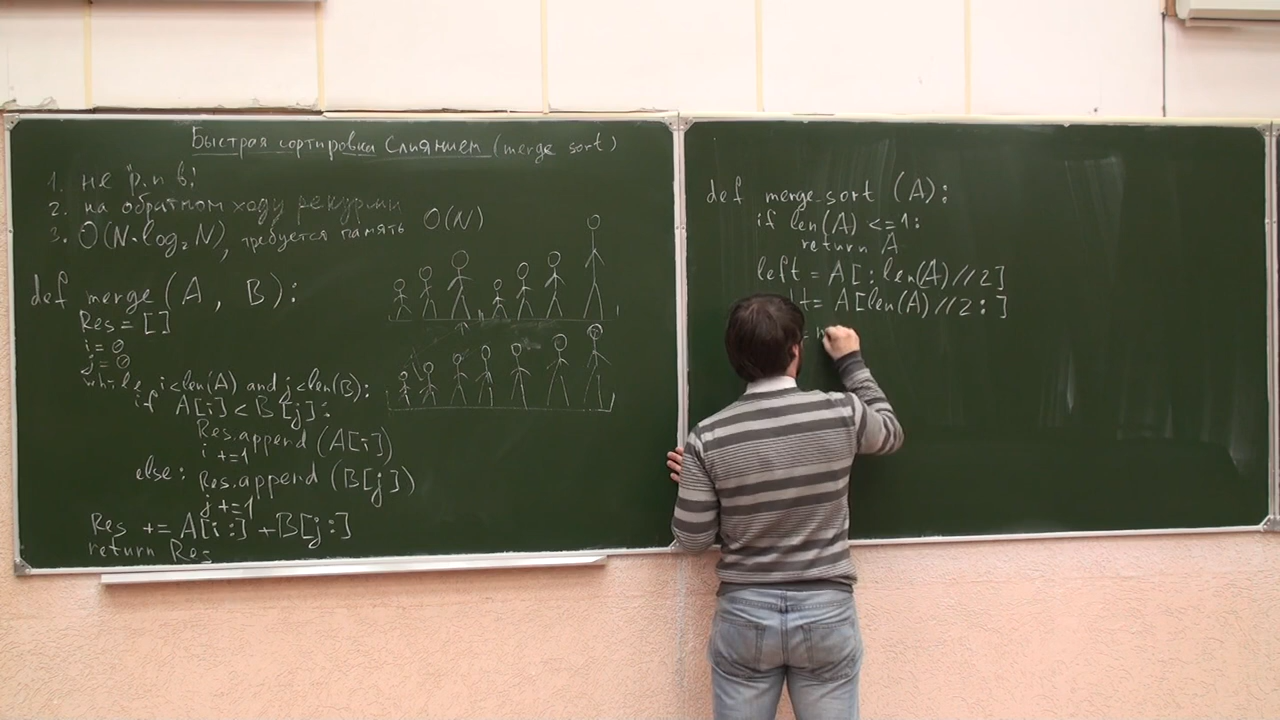 Быстрая сортировка Слиянием (merge sort)
1. не "р. п в.!
2. на обратном ходу рекурсии
3. O(N·log₂N), требуется память O(N)
def merge (A, B):
Res = []
i = 0
j = 0
while i<len(A) and j<len(B):
if A[i] < B[j]:
Res.append (A[i])
i +=1
else: Res.append (B[j])
j +=1
Res += A[i:] + B[j:]
return Res
def merge_sort (A):
if len(A) <=1:
return A
left = A[:len(A)//2]
= A[len(A)//2:]
=